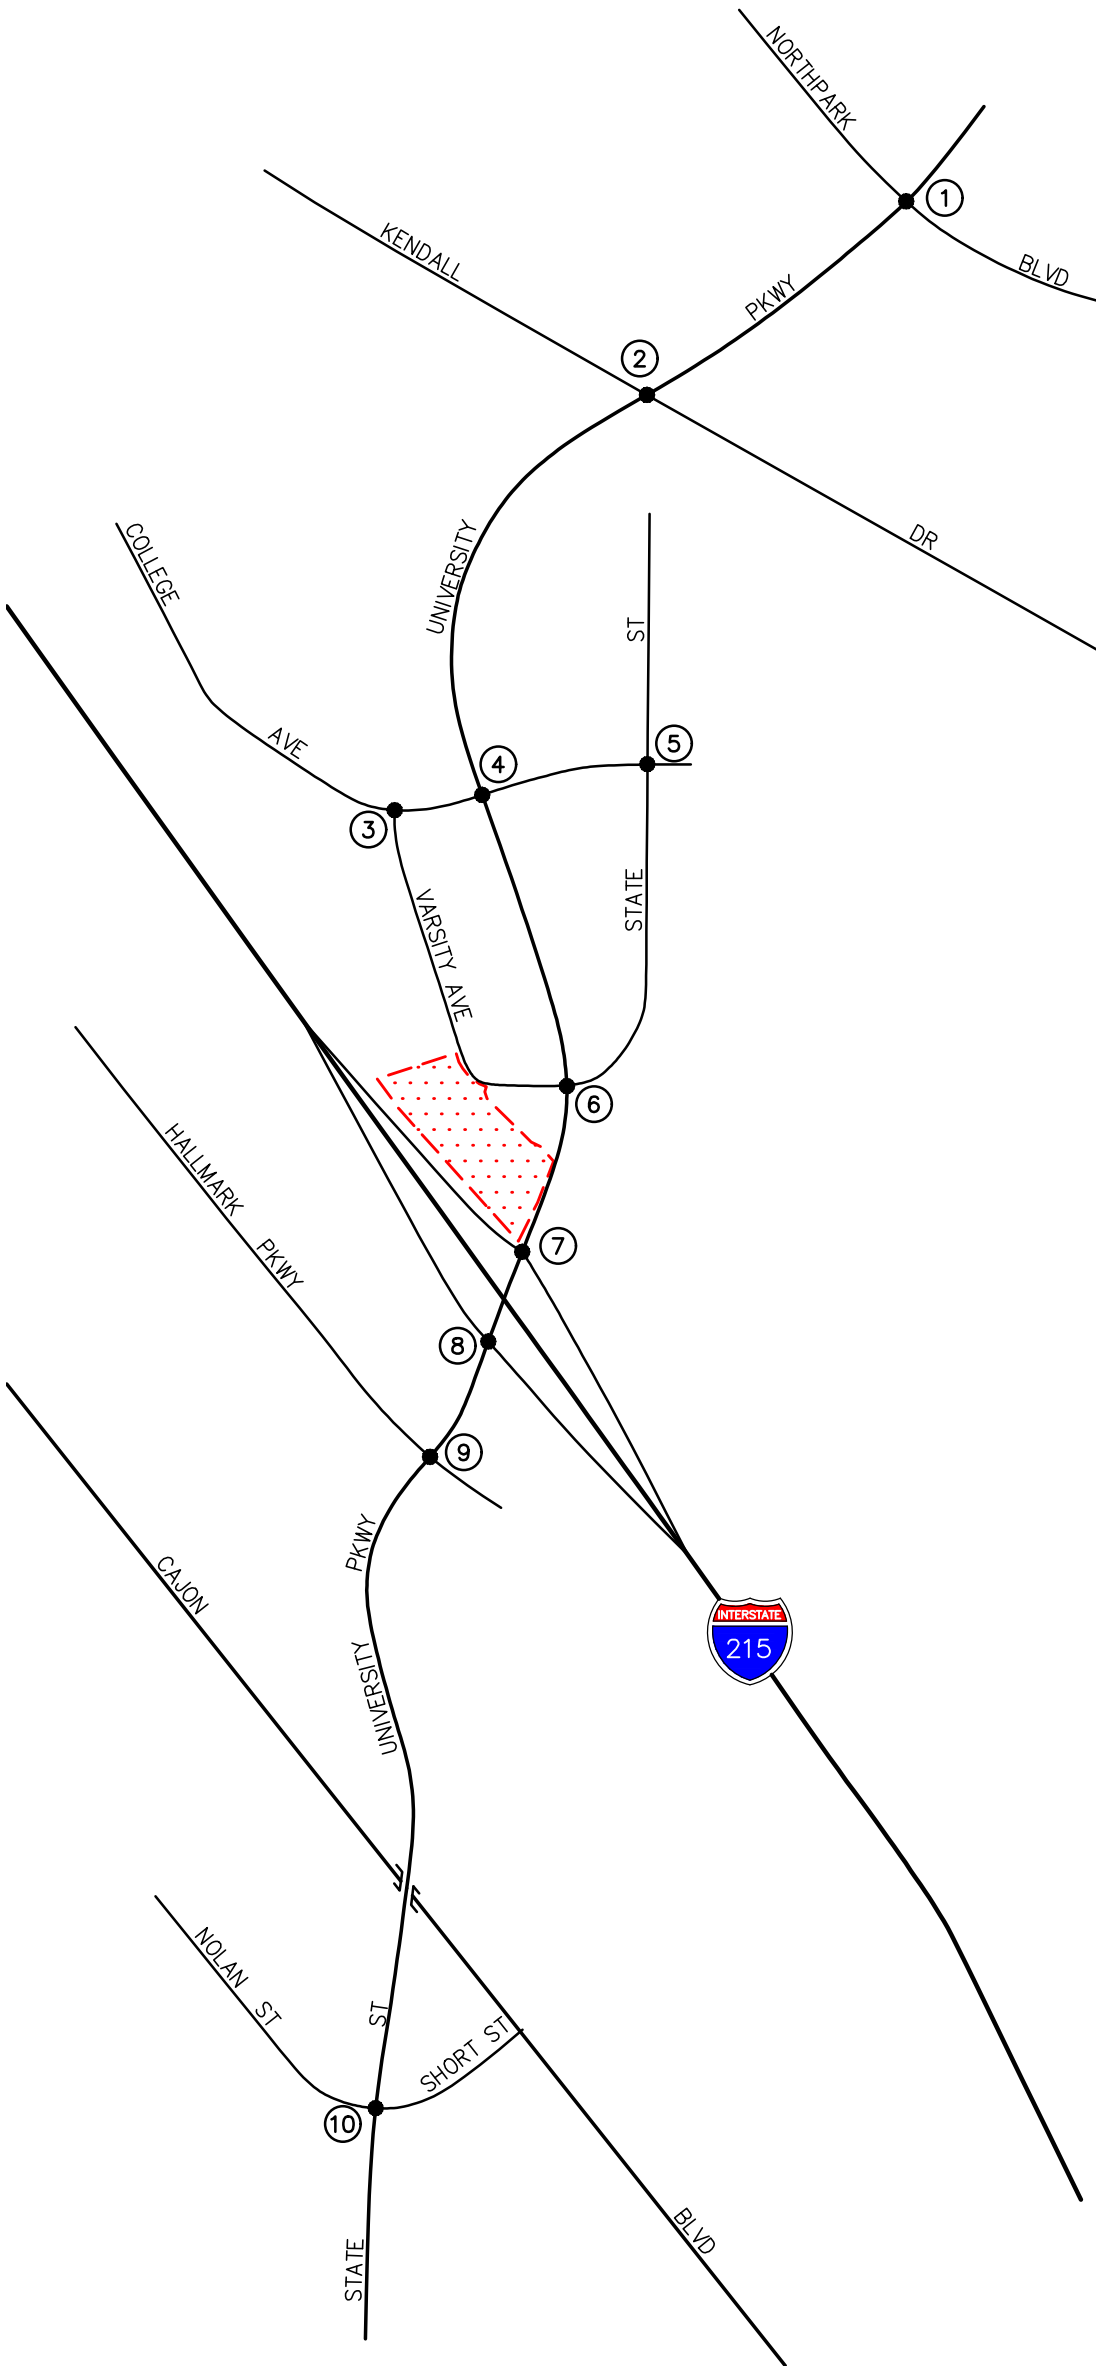 NORTHPARK
1
BLVD
KENDALL
PKWY
2
DR
UNIVERSITY
COLLEGE
ST
AVE
5
4
3
STATE
VARSITY AVE
6
HALLMARK
PKWY
7
8
9
PKWY
CAJON
INTERSTATE
215
UNIVERSITY
NOLAN ST
ST
SHORT ST
10
BLVD
STATE